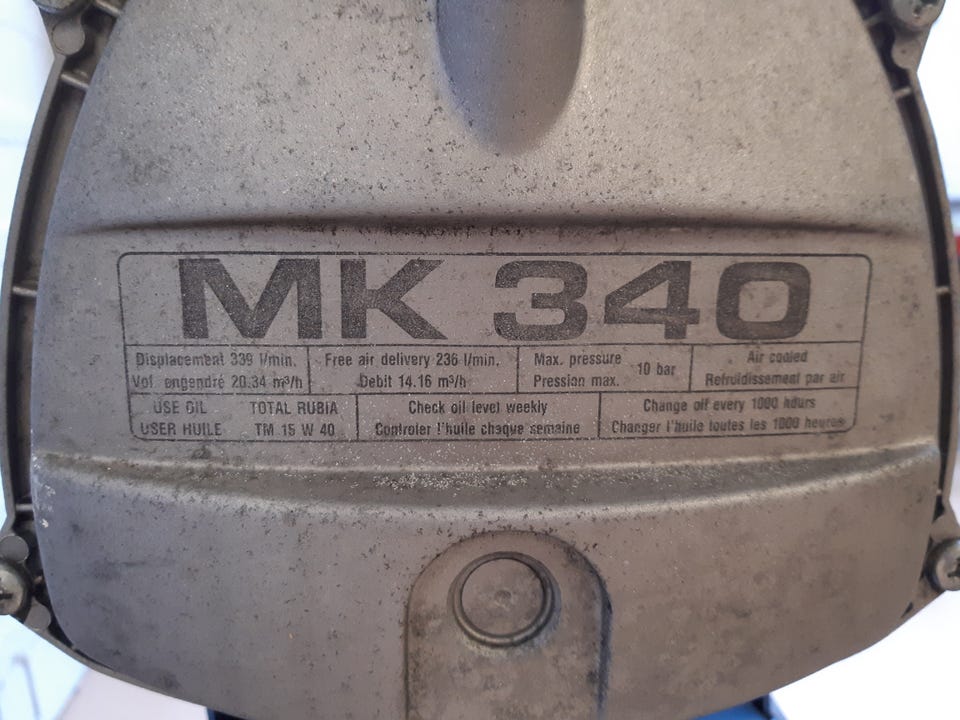 MK 340
Displacement 339 l/min.
Vol. engendré 20.34 m³/h
Free air delivery 236 l/min.
Debit 14.16 m³/h
Max. pressure
Pression max.
10 bar
Air cooled
Refruidissement par air
USE OIL TOTAL RUBIA
USER HUILE TM 15 W 40
Check oil level weekly
Controler l'huile chaque semaine
Change oil every 1000 hours
Changer l'huile toutes les 1000 heures